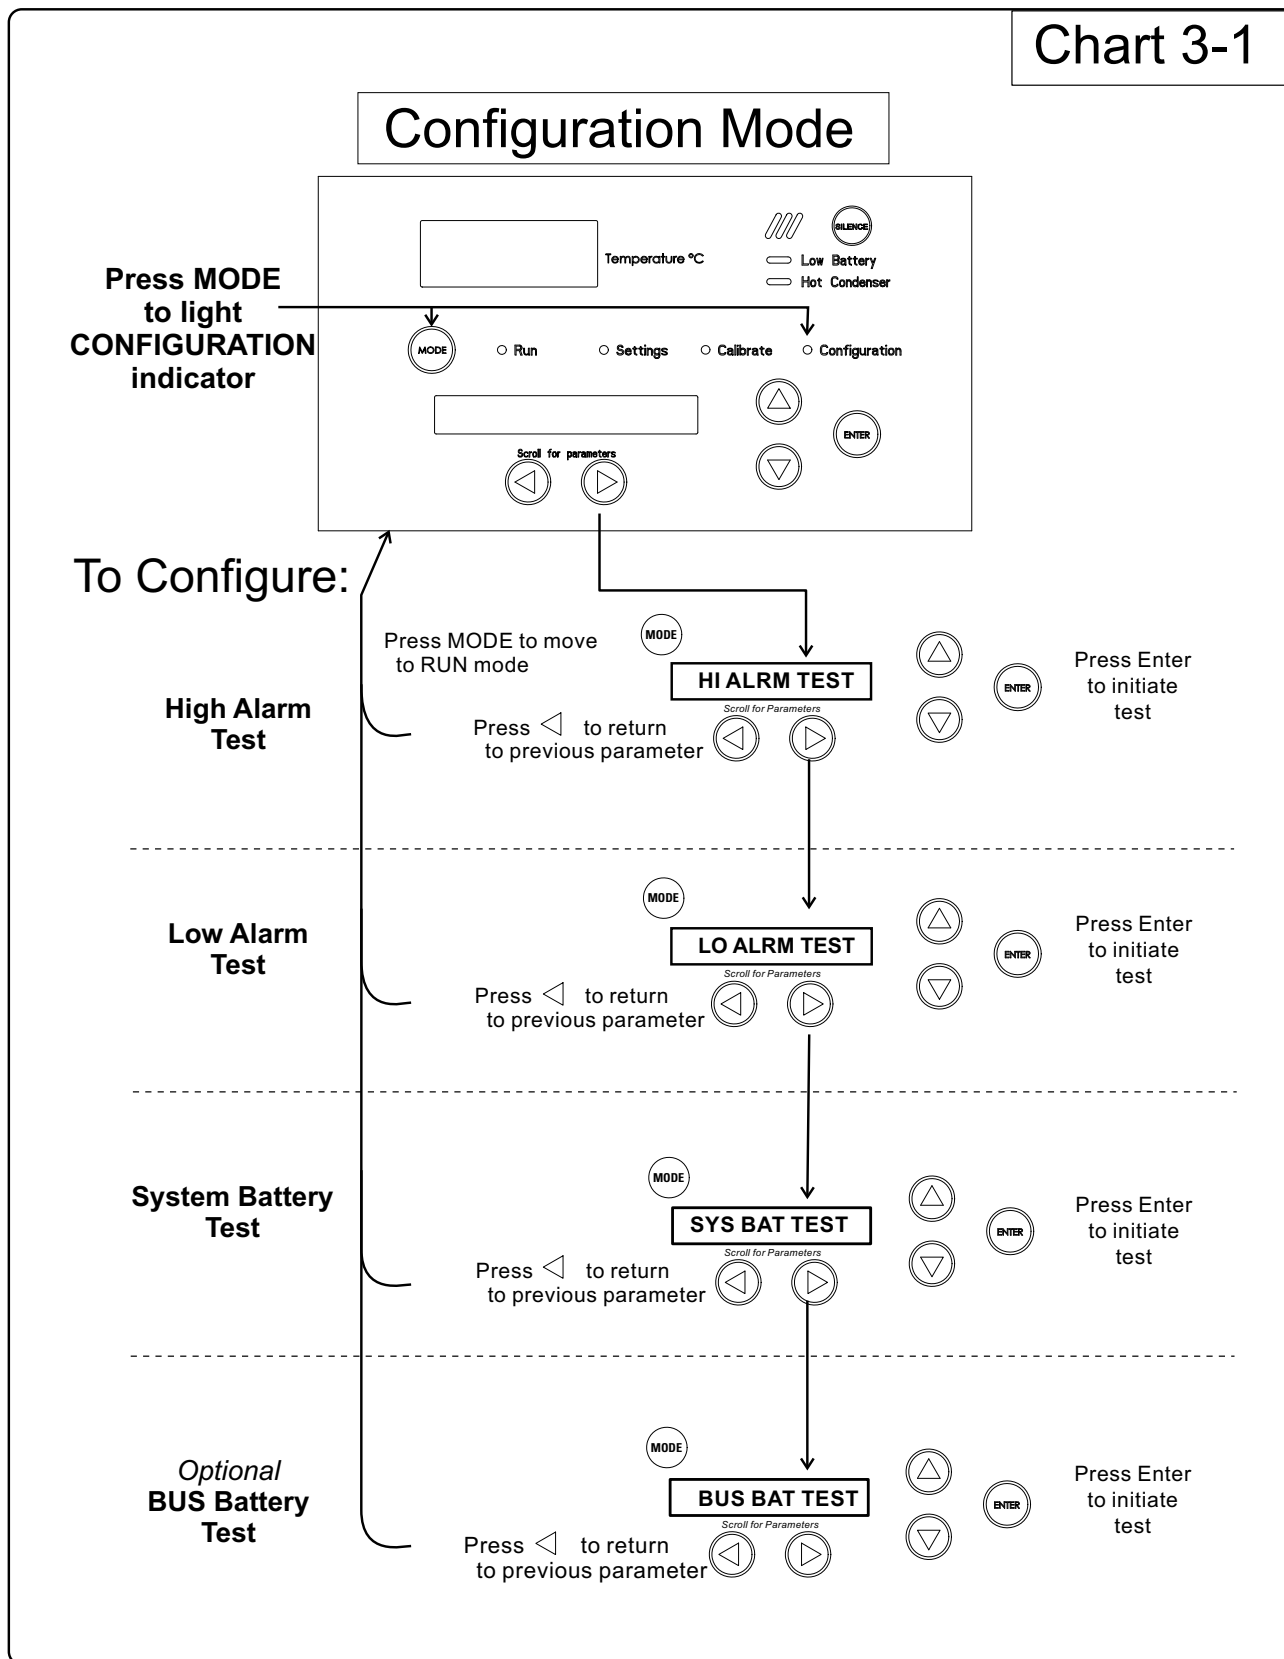 Chart 3-1
Configuration Mode
SILENCE
Temperature °C
Low Battery
Hot Condenser
Press MODE
to light
CONFIGURATION
indicator
MODE
Run
Settings
Calibrate
Configuration
ENTER
Scroll for parameters
To Configure:
Press MODE to move
to RUN mode
MODE
HI ALRM TEST
Scroll for Parameters
High Alarm
Test
Press ◁ to return
to previous parameter
ENTER
Press Enter
to initiate
test
MODE
Low Alarm
Test
LO ALRM TEST
Scroll for Parameters
Press ◁ to return
to previous parameter
ENTER
Press Enter
to initiate
test
MODE
System Battery
Test
SYS BAT TEST
Scroll for Parameters
Press ◁ to return
to previous parameter
ENTER
Press Enter
to initiate
test
MODE
Optional
BUS Battery
Test
BUS BAT TEST
Scroll for Parameters
Press ◁ to return
to previous parameter
ENTER
Press Enter
to initiate
test